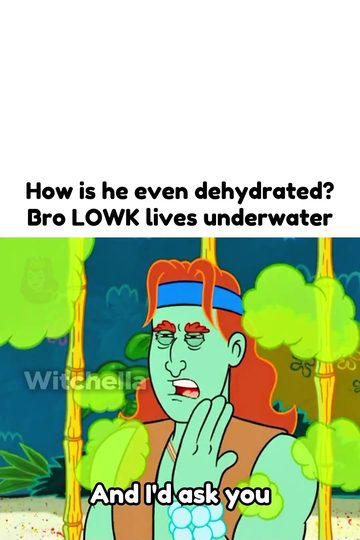 How is he even dehydrated?
Bro LOWK lives underwater
Witchella
And I'd ask you